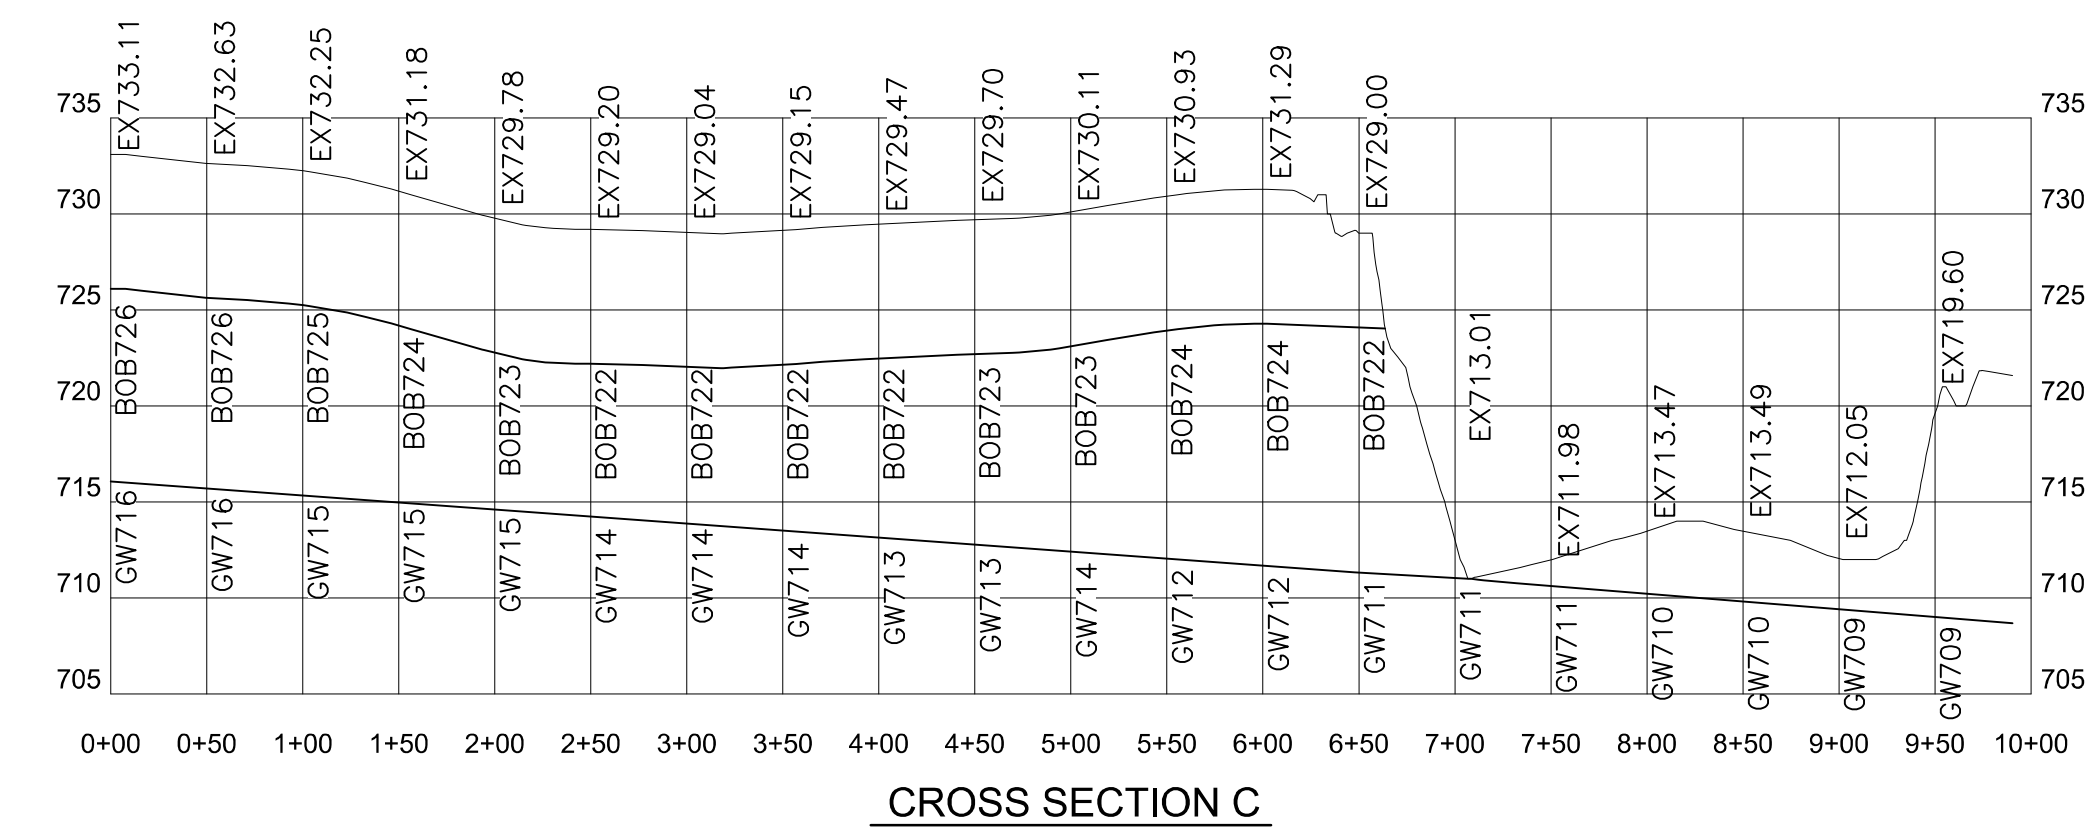 EX733.11
EX732.63
EX732.25
EX731.18
EX729.78
EX729.20
EX729.04
EX729.15
EX729.47
EX729.70
EX730.11
EX730.93
EX731.29
EX729.00
EX713.01
EX711.98
EX713.47
EX713.49
EX712.05
EX719.60
735
735
730
730
725
725
BOB726
BOB726
BOB725
BOB724
BOB723
BOB722
BOB722
BOB722
BOB722
BOB723
BOB723
BOB724
BOB724
BOB722
720
720
715
715
GW716
GW716
GW715
GW715
GW715
GW714
GW714
GW714
GW713
GW713
GW714
GW712
GW712
GW711
GW711
GW711
GW710
GW710
GW709
GW709
710
710
705
705
0+00 0+50 1+00 1+50 2+00 2+50 3+00 3+50 4+00 4+50 5+00 5+50 6+00 6+50 7+00 7+50 8+00 8+50 9+00 9+50 10+00
CROSS SECTION C